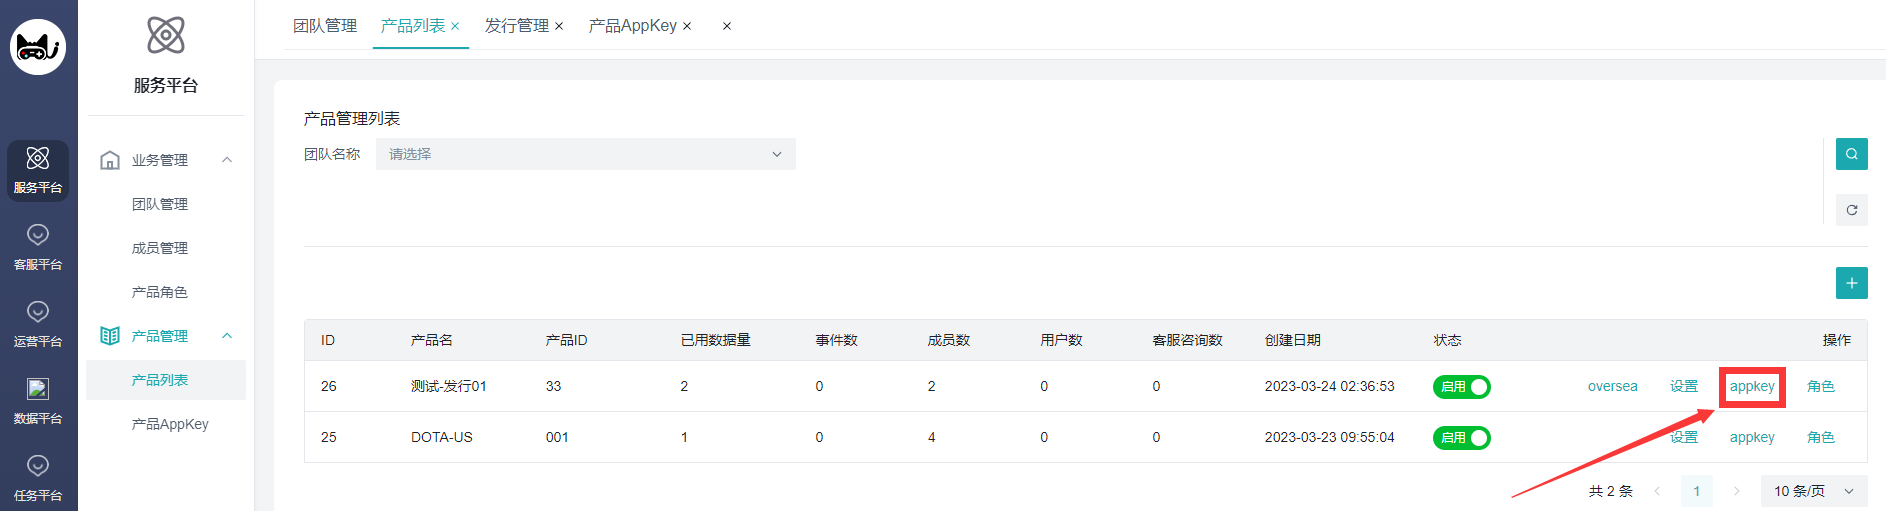 服务平台
客服平台
运营平台
数据平台
任务平台
服务平台
业务管理
团队管理
成员管理
产品角色
产品管理
产品列表
产品AppKey
团队管理 产品列表 × 发行管理 × 产品AppKey × ×
产品管理列表
团队名称 请选择
ID 产品名 产品ID 已用数据量 事件数 成员数 用户数 客服咨询数 创建日期 状态 操作
26 测试-发行01 33 2 0 2 0 0 2023-03-24 02:36:53 启用 oversea 设置 appkey 角色
25 DOTA-US 001 1 0 4 0 0 2023-03-23 09:55:04 启用 设置 appkey 角色
共 2 条 1 10 条/页